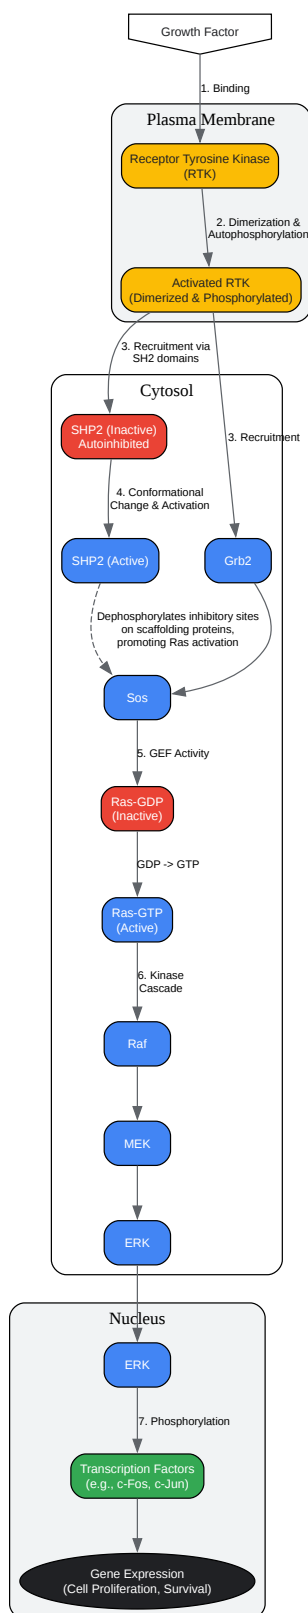 Growth Factor
1. Binding
Plasma Membrane
Receptor Tyrosine Kinase
(RTK)
2. Dimerization &
Autophosphorylation
Activated RTK
(Dimerized & Phosphorylated)
3. Recruitment via
SH2 domains
Cytosol
SHP2 (Inactive)
Autoinhibited
3. Recruitment
4. Conformational
Change & Activation
SHP2 (Active)
Grb2
Dephosphorylates inhibitory sites
on scaffolding proteins,
promoting Ras activation
Sos
5. GEF Activity
Ras-GDP
(Inactive)
GDP -> GTP
Ras-GTP
(Active)
6. Kinase
Cascade
Raf
MEK
ERK
Nucleus
ERK
7. Phosphorylation
Transcription Factors
(e.g., c-Fos, c-Jun)
Gene Expression
(Cell Proliferation, Survival)